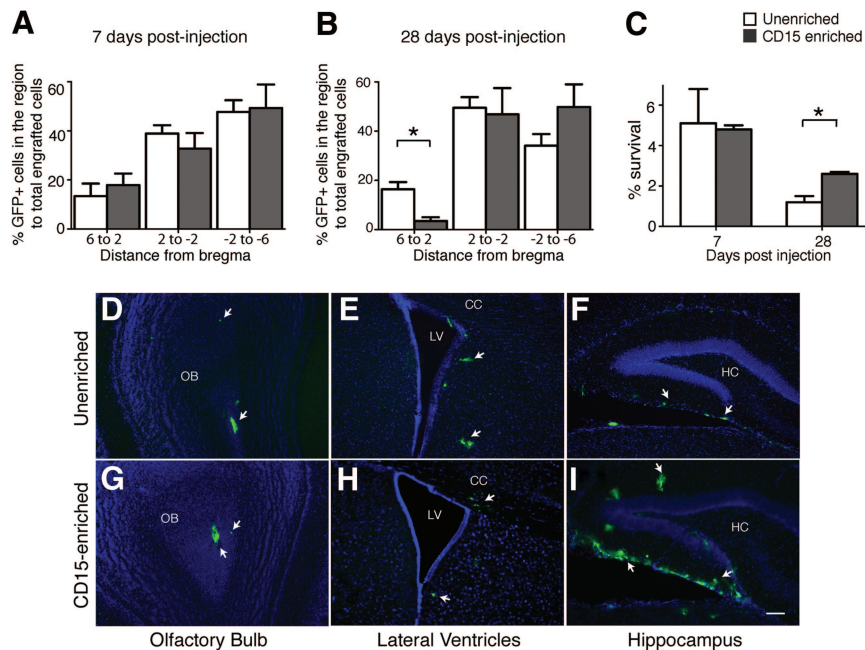 A
7 days post-injection
% GFP+ cells in the region
to total engrafted cells
60
40
20
0
6 to 2
2 to -2
-2 to -6
Distance from bregma
B
28 days post-injection
% GFP+ cells in the region
to total engrafted cells
60
40
20
0
*
6 to 2
2 to -2
-2 to -6
Distance from bregma
C
Unenriched
CD15 enriched
% survival
6
4
2
0
*
7
28
Days post injection
Unenriched
D
OB
E
CC
LV
F
HC
CD15-enriched
G
OB
H
CC
LV
I
HC
Olfactory Bulb
Lateral Ventricles
Hippocampus